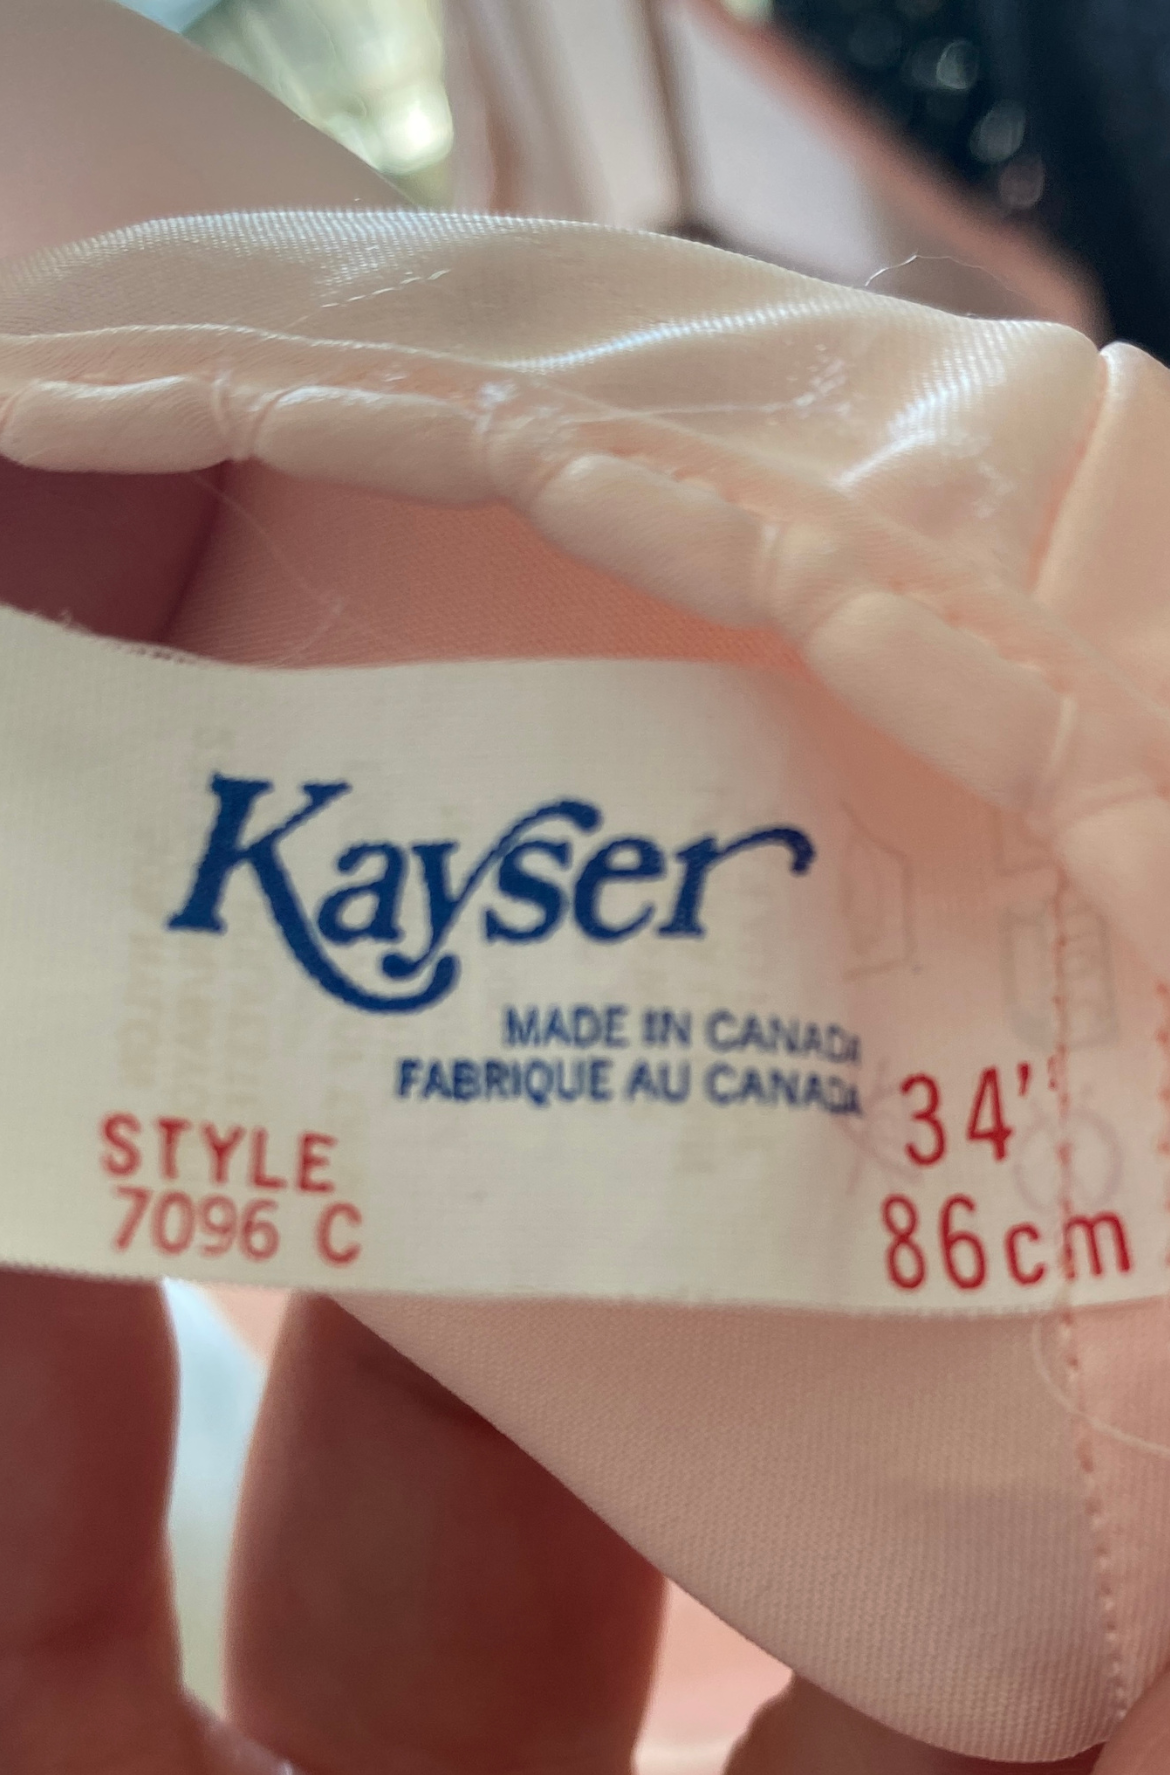 Kayser
MADE IN CANADA
FABRIQUE AU CANADA
STYLE
7096 C
34"
86cm